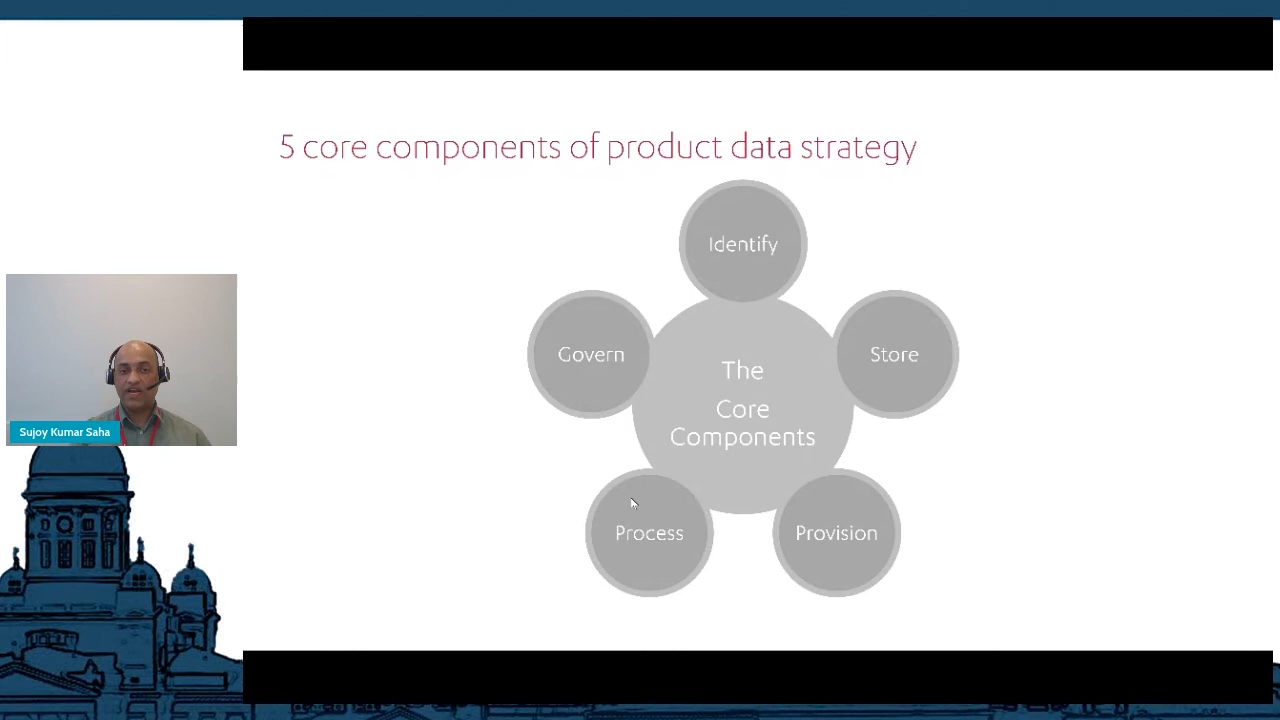 5 core components of product data strategy
Identify
Govern
Store
The
Core
Components
Process
Provision
Sujoy Kumar Saha